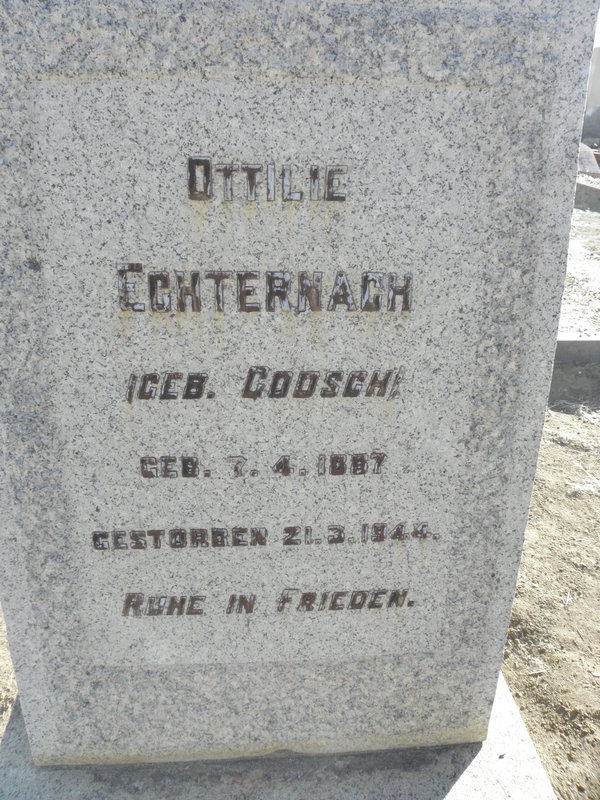 OTTILIE
ECHTERNACH
(GEB. GODSCH)
GEB. 7. 4. 1887
GESTORBEN 21.3.1944.
RUHE IN FRIEDEN.